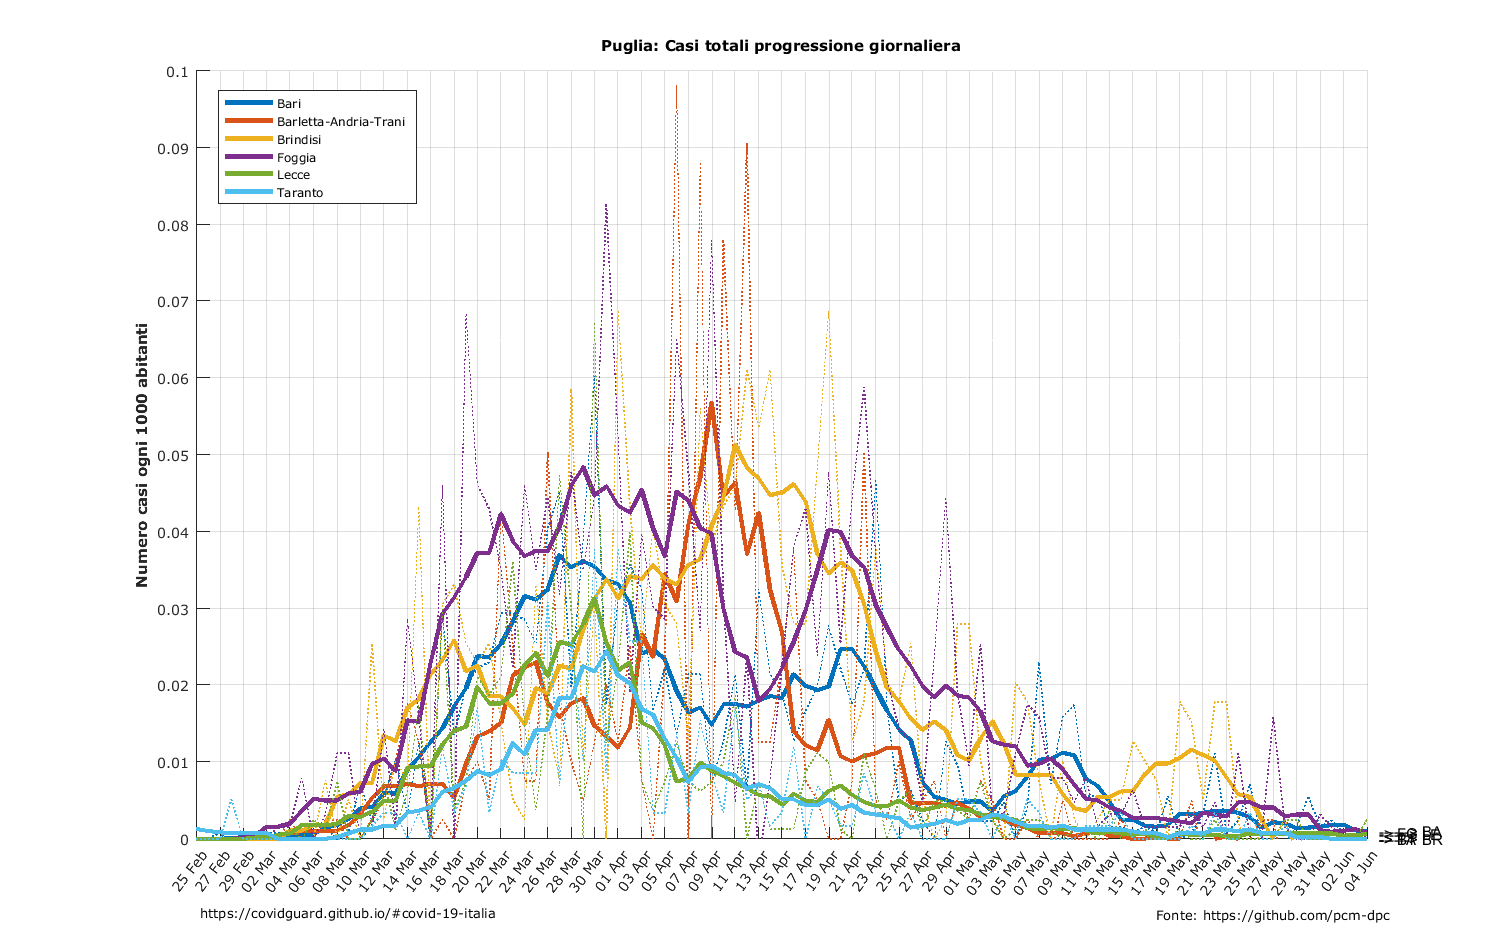 Puglia: Casi totali progressione giornaliera
0.1
0.09
0.08
0.07
0.06
0.05
0.04
0.03
0.02
0.01
0
Numero casi ogni 1000 abitanti
Bari
Barletta-Andria-Trani
Brindisi
Foggia
Lecce
Taranto
25 Feb
27 Feb
29 Feb
02 Mar
04 Mar
06 Mar
08 Mar
10 Mar
12 Mar
14 Mar
16 Mar
18 Mar
20 Mar
22 Mar
24 Mar
26 Mar
28 Mar
30 Mar
01 Apr
03 Apr
05 Apr
07 Apr
09 Apr
11 Apr
13 Apr
15 Apr
17 Apr
19 Apr
21 Apr
23 Apr
25 Apr
27 Apr
29 Apr
01 May
03 May
05 May
07 May
09 May
11 May
13 May
15 May
17 May
19 May
21 May
23 May
25 May
27 May
29 May
31 May
02 Jun
04 Jun
BA
BR
https://covidguard.github.io/#covid-19-italia
Fonte: https://github.com/pcm-dpc